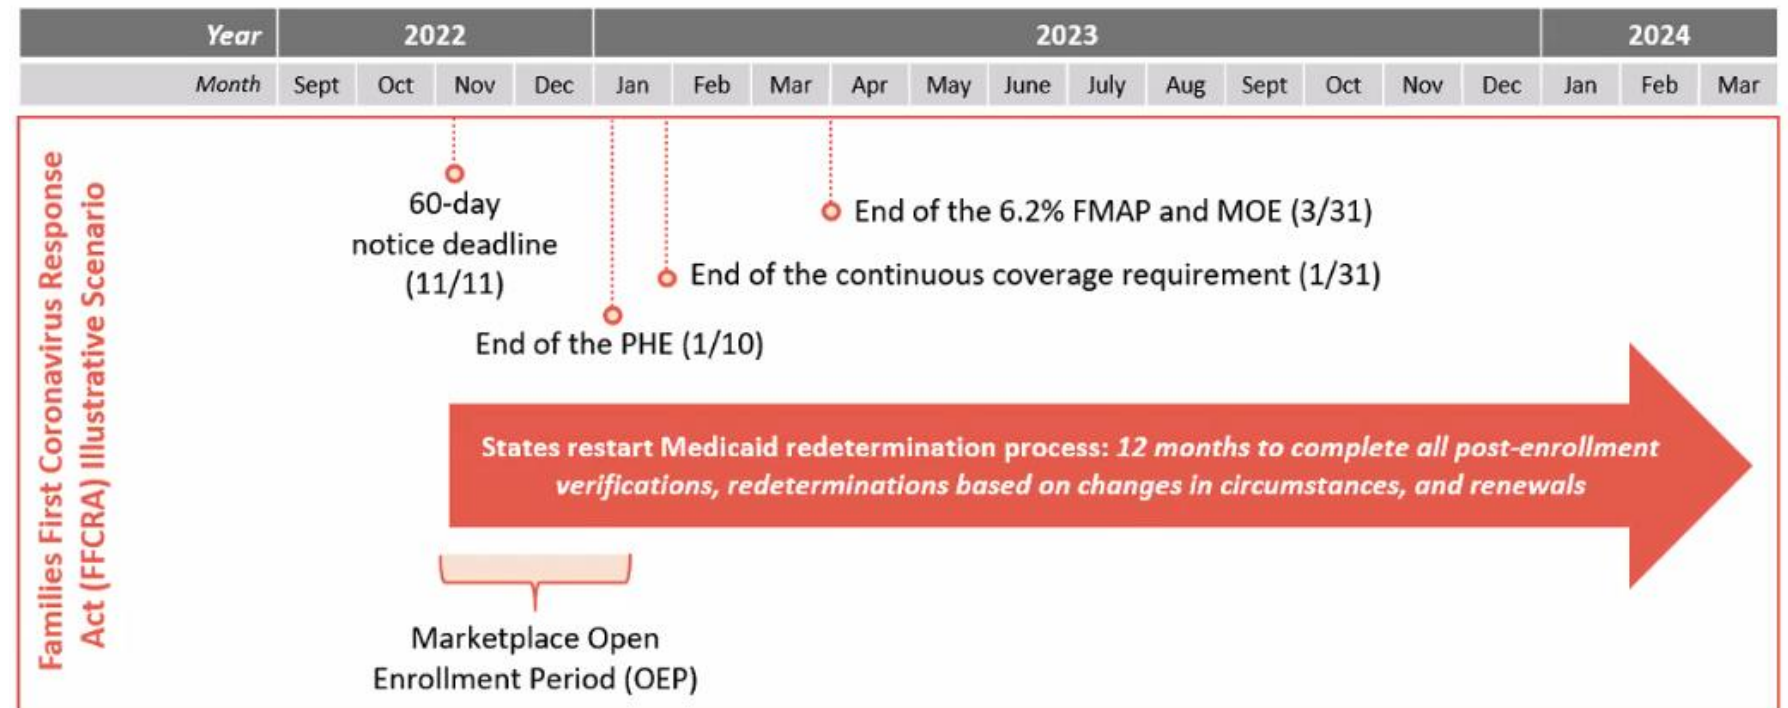 Year 2022 2023 2024
Month Sept Oct Nov Dec Jan Feb Mar Apr May June July Aug Sept Oct Nov Dec Jan Feb Mar
Families First Coronavirus Response
Act (FFCRA) Illustrative Scenario
60-day
notice deadline
(11/11)
End of the 6.2% FMAP and MOE (3/31)
End of the continuous coverage requirement (1/31)
End of the PHE (1/10)
States restart Medicaid redetermination process: 12 months to complete all post-enrollment
verifications, redeterminations based on changes in circumstances, and renewals
Marketplace Open
Enrollment Period (OEP)